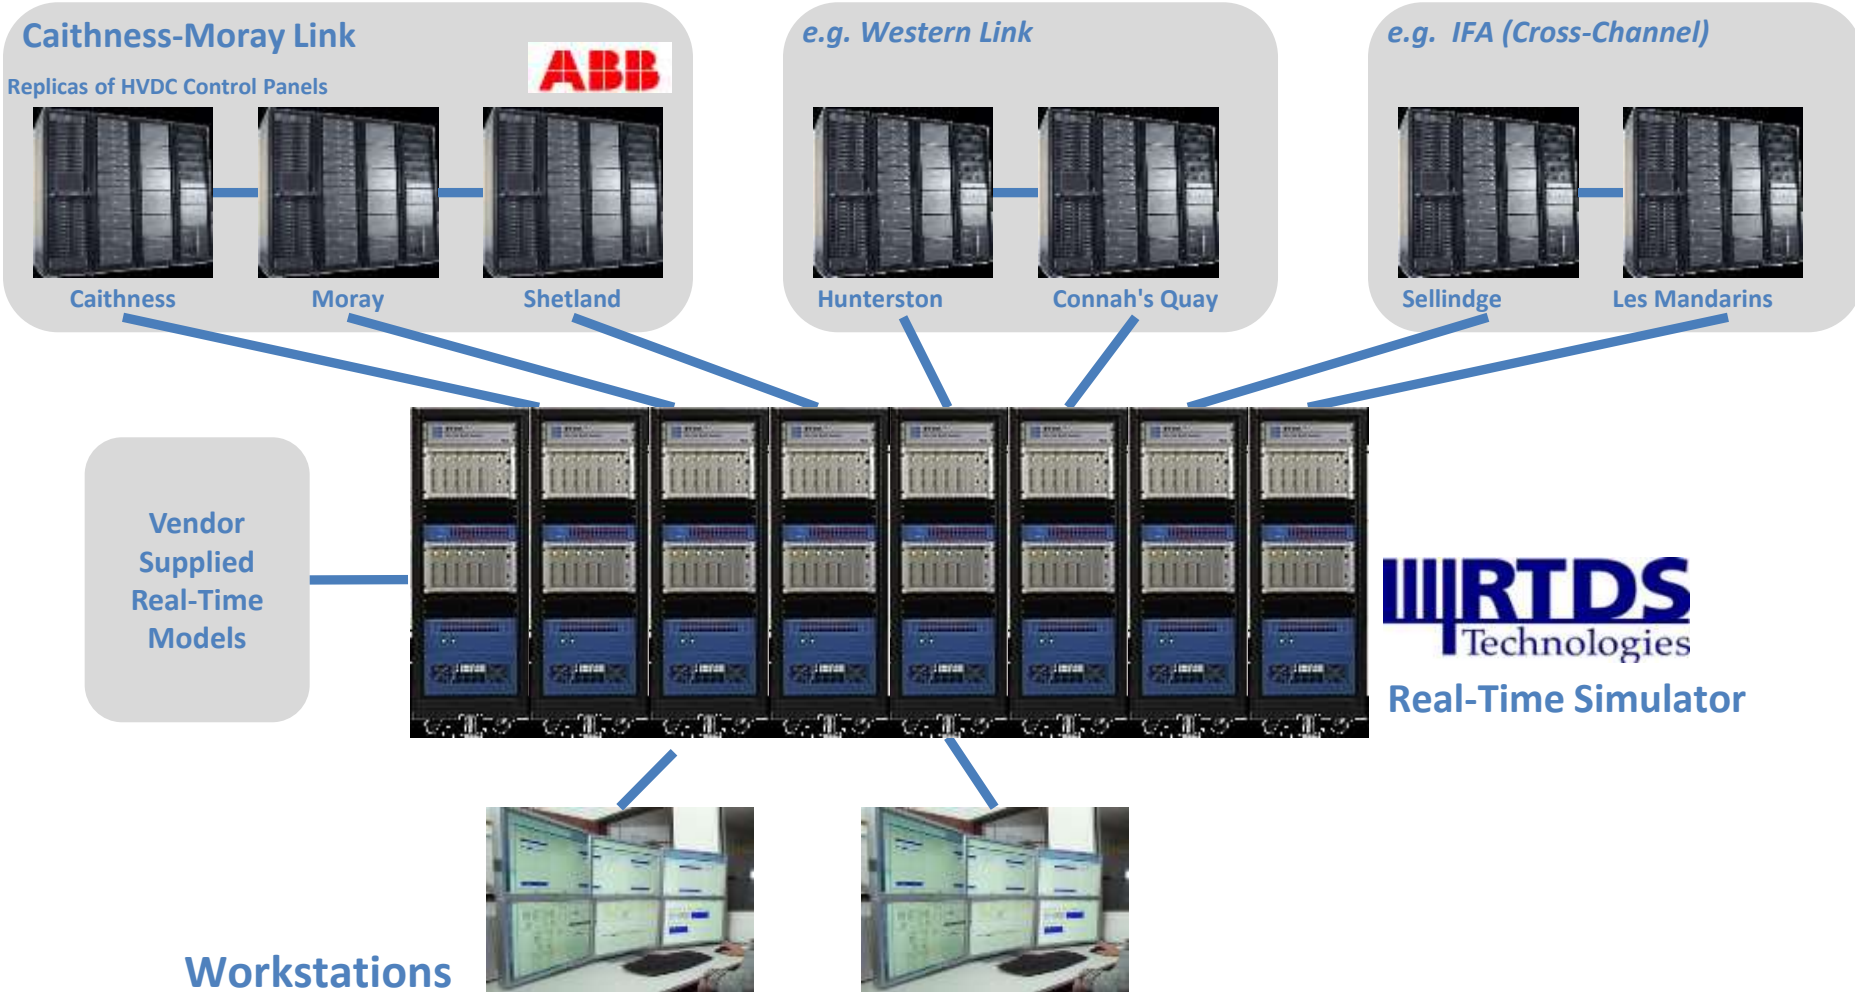 Caithness-Moray Link
ABB
Replicas of HVDC Control Panels
Caithness
Moray
Shetland
e.g. Western Link
Hunterston
Connah's Quay
e.g. IFA (Cross-Channel)
Sellindge
Les Mandarins
Vendor
Supplied
Real-Time
Models
RTDS
Technologies
Real-Time Simulator
Workstations